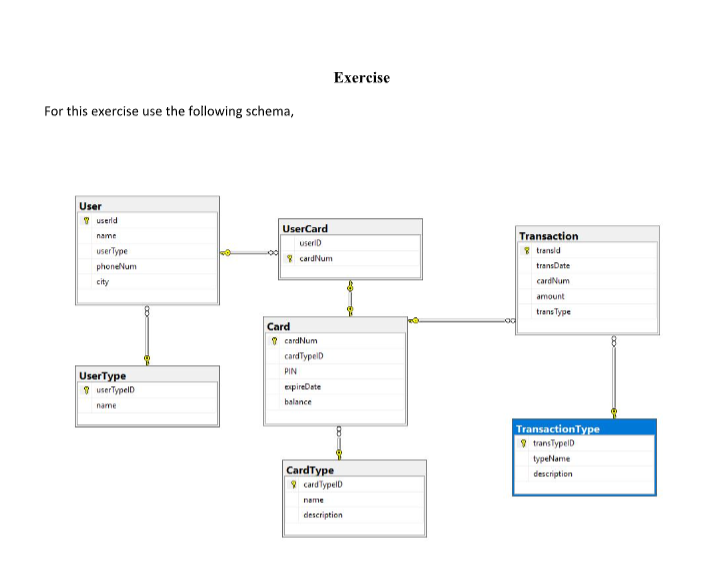 Exercise
For this exercise use the following schema,
User
userId
name
userType
phoneNum
city
UserCard
userID
cardNum
Transaction
transId
transDate
cardNum
amount
transType
Card
cardNum
cardTypeID
PIN
expireDate
balance
UserType
userTypeID
name
TransactionType
transTypeID
typeName
description
CardType
cardTypeID
name
description